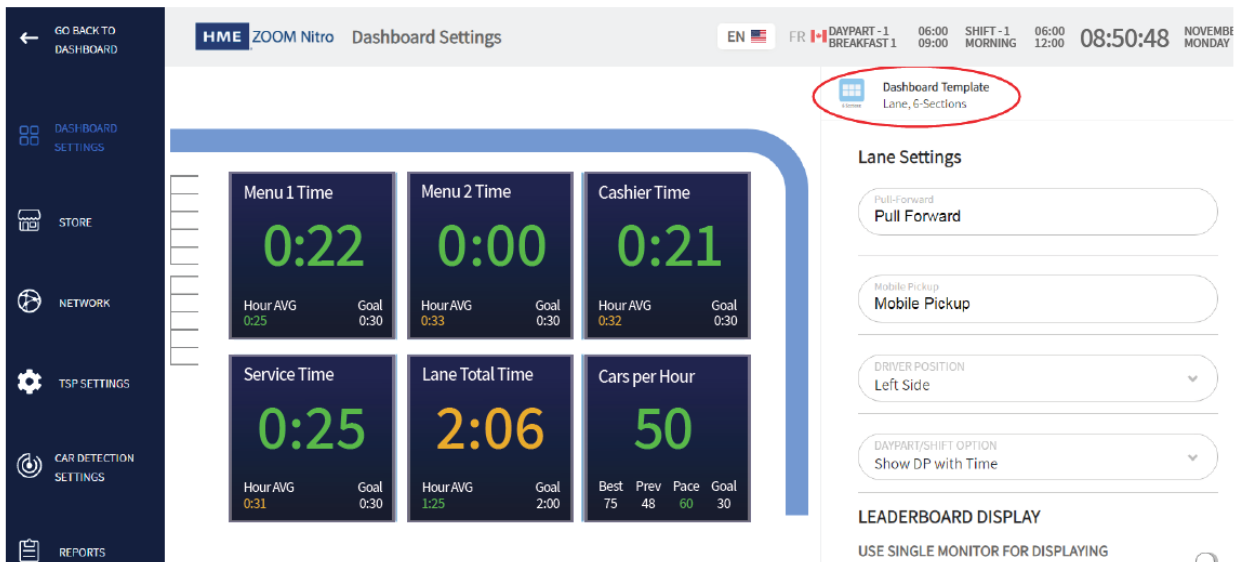 GO BACK TO
DASHBOARD
HME ZOOM Nitro Dashboard Settings
EN
FR
DAYPART - 1 06:00 SHIFT - 1 06:00
BREAKFAST 1 09:00 MORNING 12:00
08:50:48
NOVEMBE
MONDAY
DASHBOARD
SETTINGS
STORE
NETWORK
TSP SETTINGS
CAR DETECTION
SETTINGS
REPORTS
Menu 1 Time
0:22
Hour AVG Goal
0:25 0:30
Menu 2 Time
0:00
Hour AVG Goal
0:33 0:30
Cashier Time
0:21
Hour AVG Goal
0:32 0:30
Service Time
0:25
Hour AVG Goal
0:31 0:30
Lane Total Time
2:06
Hour AVG Goal
1:25 2:00
Cars per Hour
50
Best Prev Pace Goal
75 48 60 30
Dashboard Template
Lane, 6-Sections
Lane Settings
Pull-Forward
Pull Forward
Mobile Pickup
Mobile Pickup
DRIVER POSITION
Left Side
DAYPART/SHIFT OPTION
Show DP with Time
LEADERBOARD DISPLAY
USE SINGLE MONITOR FOR DISPLAYING